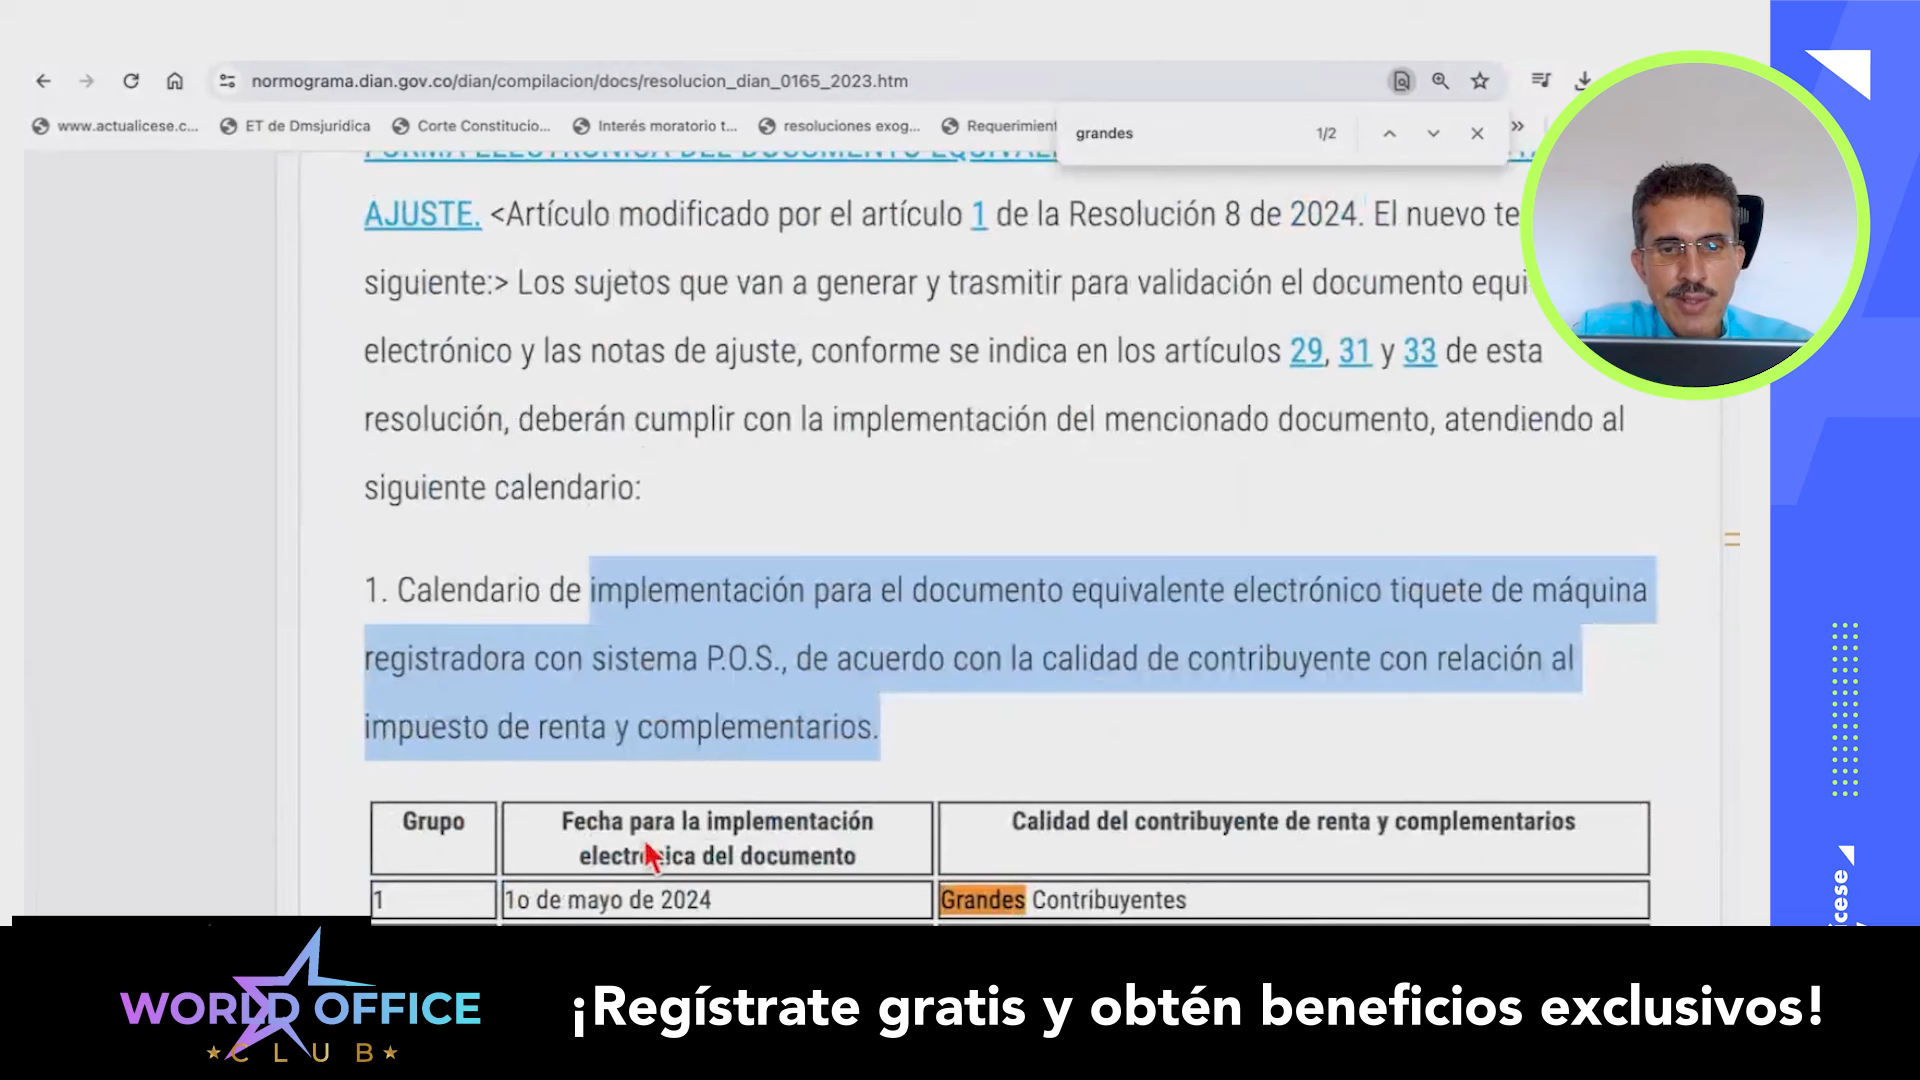 normograma.dian.gov.co/dian/compilacion/docs/resolucion_dian_0165_2023.htm
www.actualicese.c... ET de Dmsjuridica Corte Constitucio... Interés moratorio t... resoluciones exog... Requerimient
grandes 1/2
AJUSTE. <Artículo modificado por el artículo 1 de la Resolución 8 de 2024. El nuevo te
siguiente:> Los sujetos que van a generar y trasmitir para validación el documento equi
electrónico y las notas de ajuste, conforme se indica en los artículos 29, 31 y 33 de esta
resolución, deberán cumplir con la implementación del mencionado documento, atendiendo al
siguiente calendario:
1. Calendario de implementación para el documento equivalente electrónico tiquete de máquina
registradora con sistema P.O.S., de acuerdo con la calidad de contribuyente con relación al
impuesto de renta y complementarios.
Grupo Fecha para la implementación Calidad del contribuyente de renta y complementarios
electrónica del documento
1 1o de mayo de 2024 Grandes Contribuyentes
icese
WORLD OFFICE
CLUB
¡Regístrate gratis y obtén beneficios exclusivos!